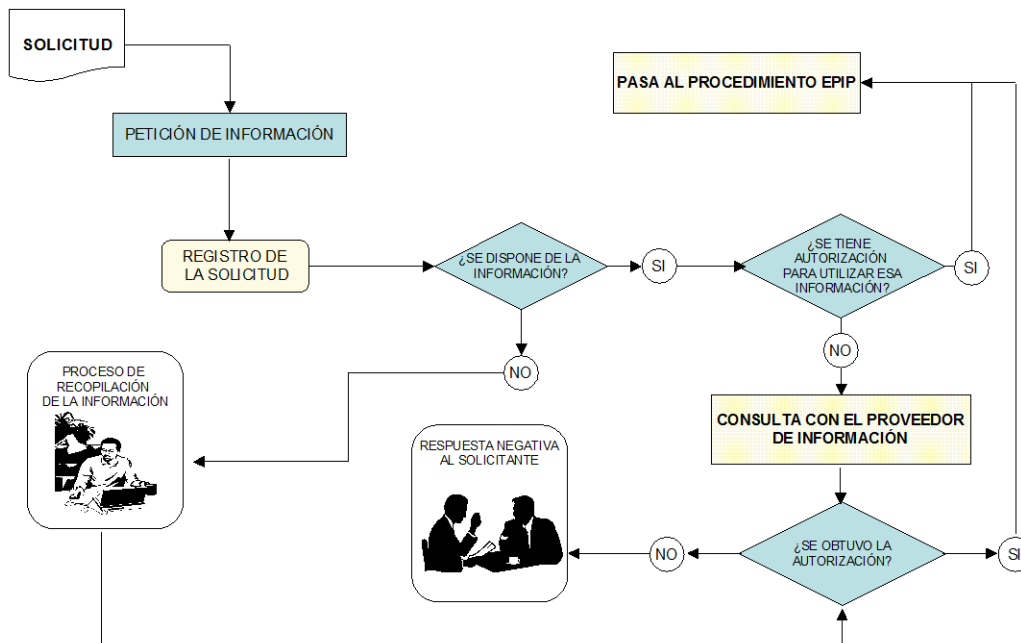 SOLICITUD
PASA AL PROCEDIMIENTO EPIP
PETICIÓN DE INFORMACIÓN
REGISTRO DE
LA SOLICITUD
¿SE DISPONE DE LA
INFORMACIÓN?
SI
¿SE TIENE
AUTORIZACIÓN
PARA UTILIZAR ESA
INFORMACIÓN?
SI
NO
NO
PROCESO DE
RECOPILACIÓN
DE LA INFORMACIÓN
CONSULTA CON EL PROVEEDOR
DE INFORMACIÓN
RESPUESTA NEGATIVA
AL SOLICITANTE
NO
¿SE OBTUVO LA
AUTORIZACIÓN?
SI